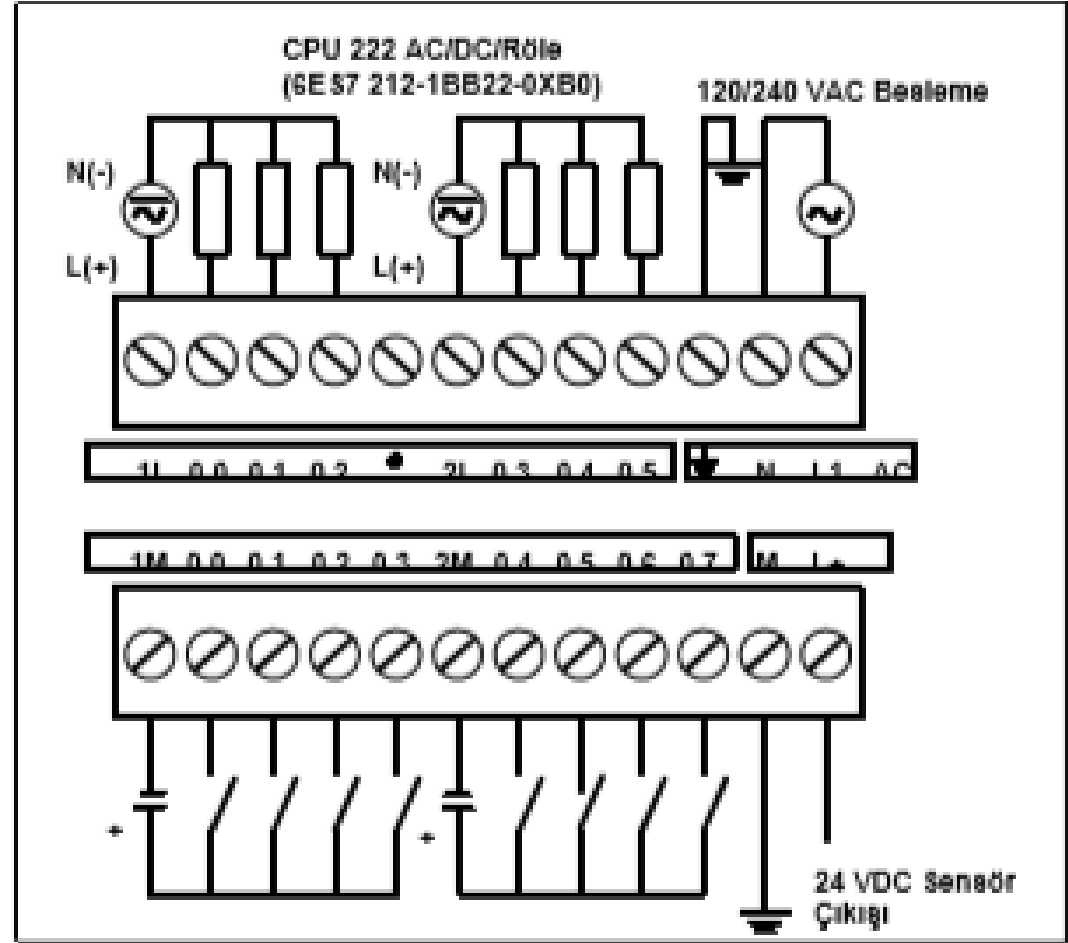 CPU 222 AC/DC/Röle
(6ES7 212-1BB22-0XB0)
120/240 VAC Besleme
N(-) N(-)
L(+) L(+)
1L 0.0 0.1 0.2 2L 0.3 0.4 0.5 N L1 AC
1M 0.0 0.1 0.2 0.3 2M 0.4 0.5 0.6 0.7 M L+
+ +
24 VDC Sensör
Çıkışı